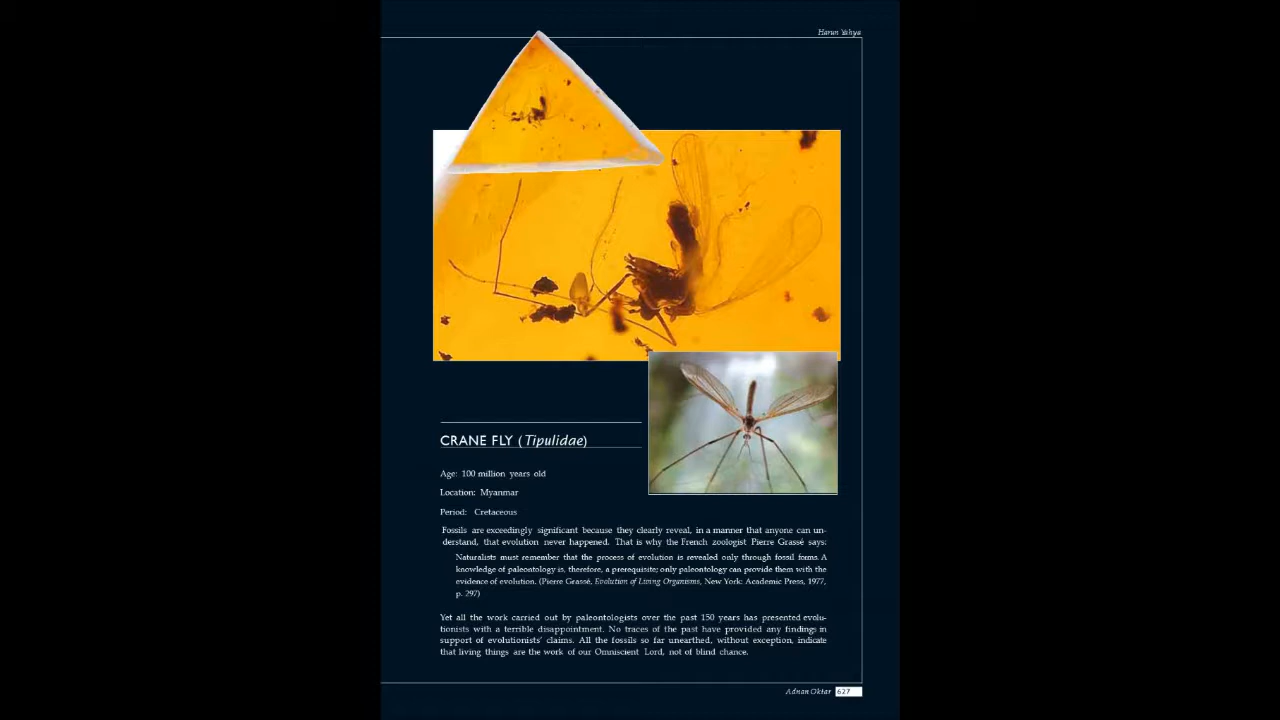 Harun Yahya
CRANE FLY (Tipulidae)
Age: 100 million years old
Location: Myanmar
Period: Cretaceous
Fossils are exceedingly significant because they clearly reveal, in a manner that anyone can un-
derstand, that evolution never happened. That is why the French zoologist Pierre Grassé says:
Naturalists must remember that the process of evolution is revealed only through fossil forms. A
knowledge of paleontology is, therefore, a prerequisite; only paleontology can provide them with the
evidence of evolution. (Pierre Grassé, Evolution of Living Organisms, New York: Academic Press, 1977,
p. 297)
Yet all the work carried out by paleontologists over the past 150 years has presented evolu-
tionists with a terrible disappointment. No traces of the past have provided any findings in
support of evolutionists' claims. All the fossils so far unearthed, without exception, indicate
that living things are the work of our Omniscient Lord, not of blind chance.
Adnan Oktar 627